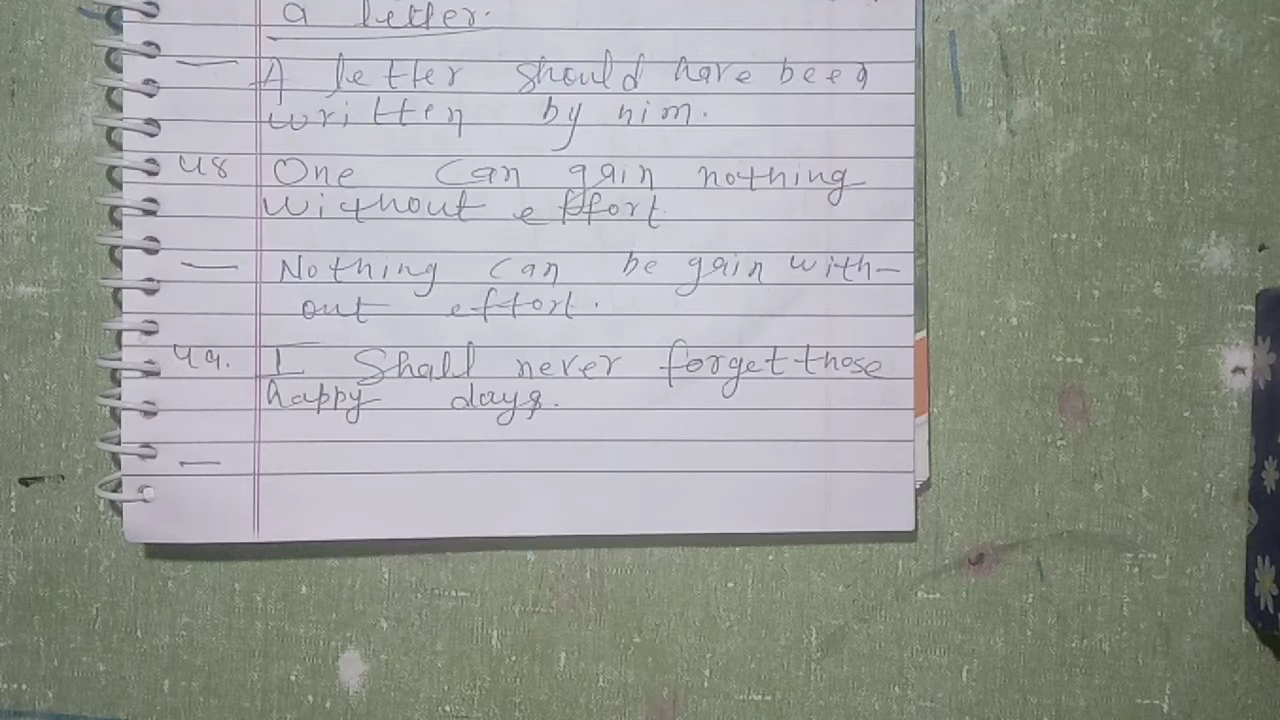 a letter.
— A letter should have been
written by him.
48 One can gain nothing
without effort
— Nothing can be gain with-
out effort.
49. I Shall never forget those
happy days.
—